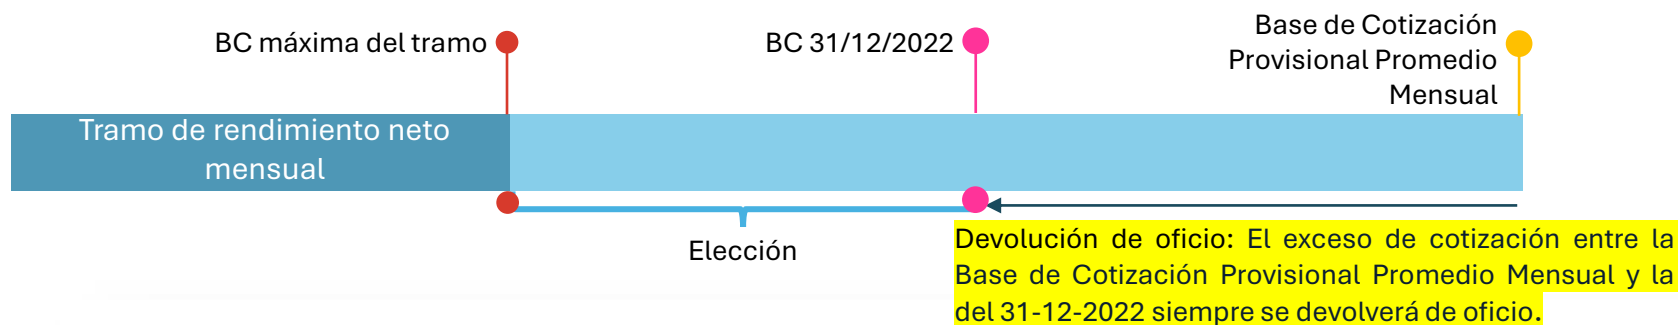 BC máxima del tramo
BC 31/12/2022
Base de Cotización
Provisional Promedio
Mensual
Tramo de rendimiento neto
mensual
Elección
Devolución de oficio: El exceso de cotización entre la
Base de Cotización Provisional Promedio Mensual y la
del 31-12-2022 siempre se devolverá de oficio.